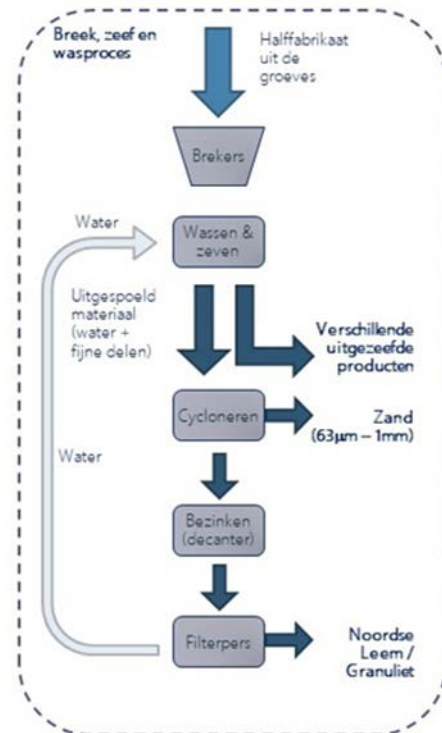 Breek, zeef en
wasproces
Halffabrikaat
uit de
groeves
Brekers
Water
Wassen &
zeven
Uitgespoeld
materiaal
(water +
fijne delen)
Verschillende
uitgezeefde
producten
Cycloneren
Zand
(63µm – 1mm)
Water
Bezinken
(decanter)
Filterpers
Noordse
Leem /
Granuliet